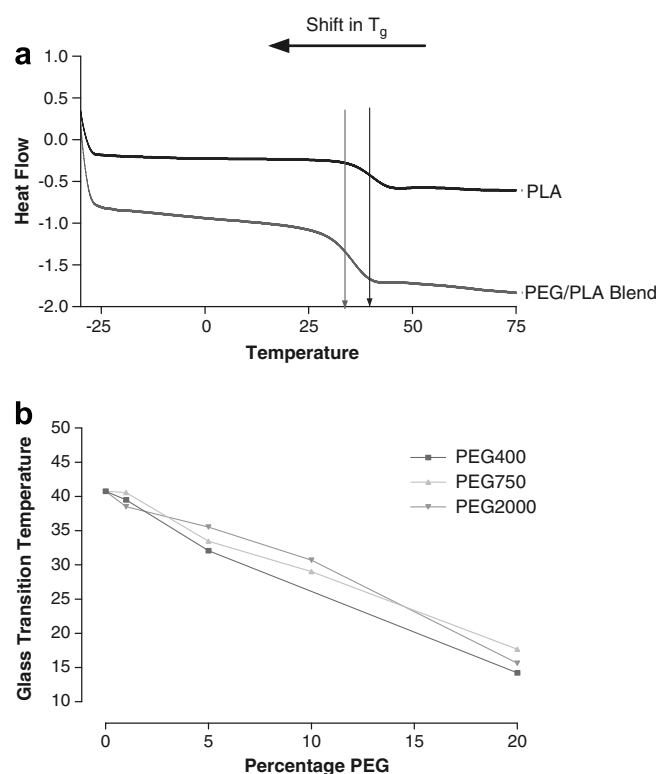 Shift in Tg
a
1.0
0.5
0.0
-0.5
-1.0
-1.5
-2.0
Heat Flow
PLA
PEG/PLA Blend
-25 0 25 50 75
Temperature
b
50
45
40
35
30
25
20
15
10
Glass Transition Temperature
PEG400
PEG750
PEG2000
0 5 10 15 20
Percentage PEG